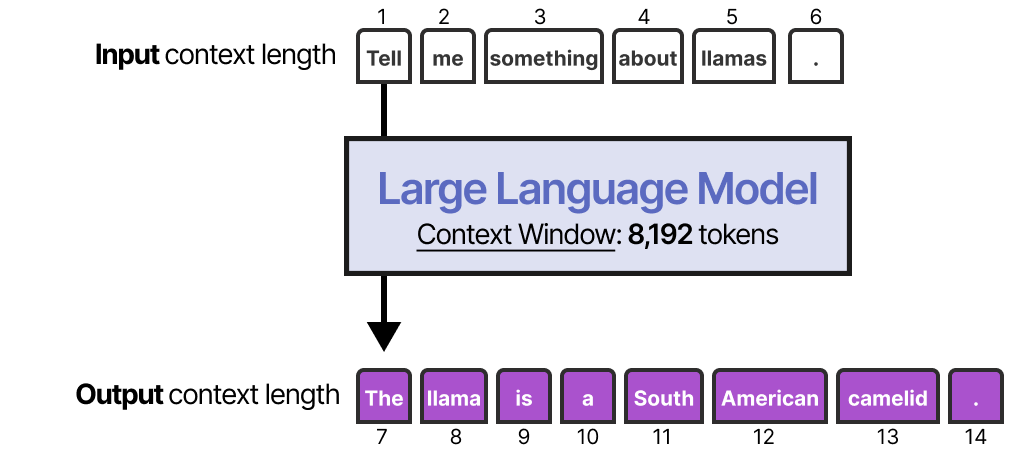 1 2 3 4 5 6
Input context length Tell me something about llamas .
Large Language Model
Context Window: 8,192 tokens
Output context length The llama is a South American camelid .
7 8 9 10 11 12 13 14